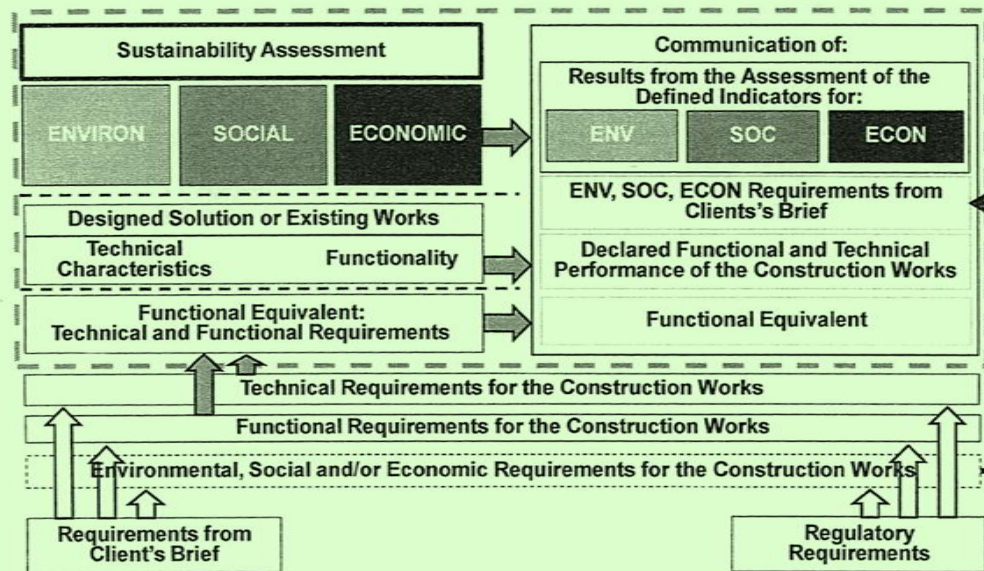 Sustainability Assessment
ENVIRON
SOCIAL
ECONOMIC
Designed Solution or Existing Works
Technical
Characteristics
Functionality
Functional Equivalent:
Technical and Functional Requirements
Communication of:
Results from the Assessment of the
Defined Indicators for:
ENV
SOC
ECON
ENV, SOC, ECON Requirements from
Clients's Brief
Declared Functional and Technical
Performance of the Construction Works
Functional Equivalent
Technical Requirements for the Construction Works
Functional Requirements for the Construction Works
Environmental, Social and/or Economic Requirements for the Construction Works
Requirements from
Client's Brief
Regulatory
Requirements